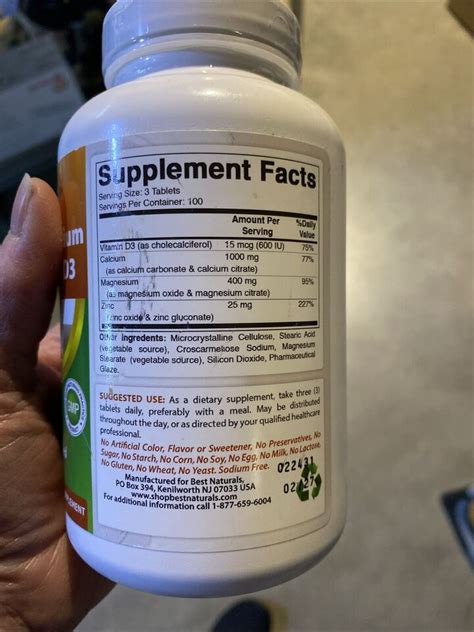 Supplement Facts
Serving Size: 3 Tablets
Servings Per Container: 100
Amount Per Serving %Daily Value
Vitamin D3 (as cholecalciferol) 15 mcg (600 IU) 75%
Calcium 1000 mg 77%
(as calcium carbonate & calcium citrate)
Magnesium 400 mg 95%
(as magnesium oxide & magnesium citrate)
Zinc 25 mg 227%
(zinc oxide & zinc gluconate)
Other ingredients: Microcrystalline Cellulose, Stearic Acid
(vegetable source), Croscarmellose Sodium, Magnesium
Stearate (vegetable source), Silicon Dioxide, Pharmaceutical
Glaze.
SUGGESTED USE: As a dietary supplement, take three (3)
tablets daily, preferably with a meal. May be distributed
throughout the day, or as directed by your qualified healthcare
professional.
No Artificial Color, Flavor or Sweetener, No Preservatives, No
Sugar, No Starch, No Corn, No Soy, No Egg, No Milk, No Lactose,
No Gluten, No Wheat, No Yeast. Sodium Free.
Manufactured for Best Naturals,
PO Box 394, Kenilworth NJ 07033 USA
www.shopbestnaturals.com
For additional information call 1-877-659-6004
022431
um
D3
GMP